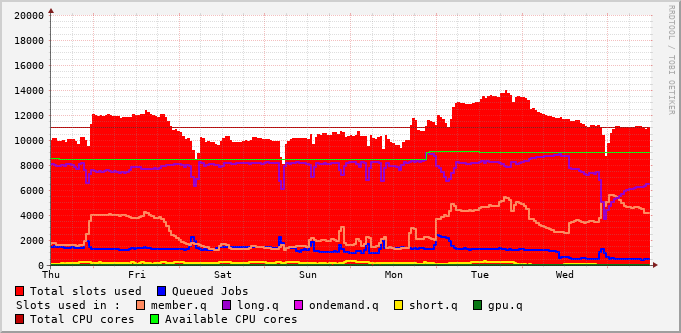 20000
18000
16000
14000
12000
10000
8000
6000
4000
2000
0
Thu Fri Sat Sun Mon Tue Wed
RRDTOOL / TOBI OETIKER
Total slots used Queued Jobs
Slots used in : member.q long.q ondemand.q short.q gpu.q
Total CPU cores Available CPU cores